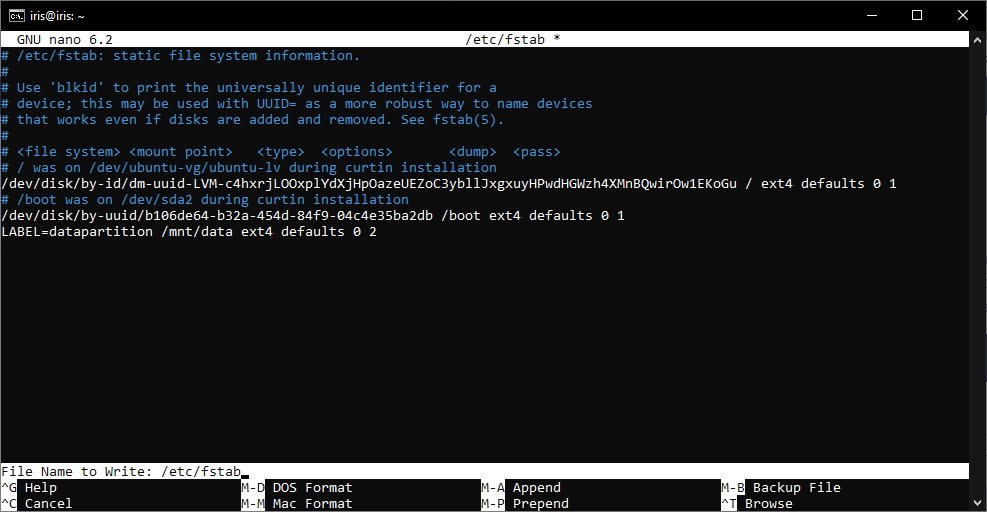 iris@iris: ~
GNU nano 6.2 /etc/fstab *
# /etc/fstab: static file system information.
#
# Use 'blkid' to print the universally unique identifier for a
# device; this may be used with UUID= as a more robust way to name devices
# that works even if disks are added and removed. See fstab(5).
#
# <file system> <mount point>   <type>  <options>       <dump>  <pass>
# / was on /dev/ubuntu-vg/ubuntu-lv during curtin installation
/dev/disk/by-id/dm-uuid-LVM-c4hxrjLOOxplYdXjHpOazeUEZoC3ybllJxgxuyHPwdHGWzh4XMnBQwirOw1EKoGu / ext4 defaults 0 1
# /boot was on /dev/sda2 during curtin installation
/dev/disk/by-uuid/b106de64-b32a-454d-84f9-04c4e35ba2db /boot ext4 defaults 0 1
LABEL=datapartition /mnt/data ext4 defaults 0 2
File Name to Write: /etc/fstab
^G Help M-D DOS Format M-A Append M-B Backup File
^C Cancel M-M Mac Format M-P Prepend ^T Browse